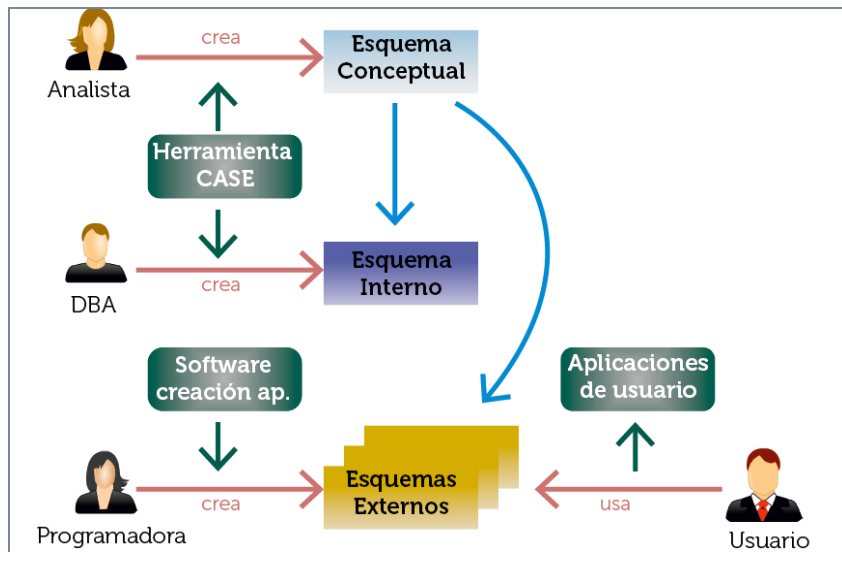 crea
Esquema
Conceptual
Analista
Herramienta
CASE
Esquema
Interno
crea
DBA
Software
creación ap.
Aplicaciones
de usuario
Esquemas
Externos
crea
usa
Programadora
Usuario